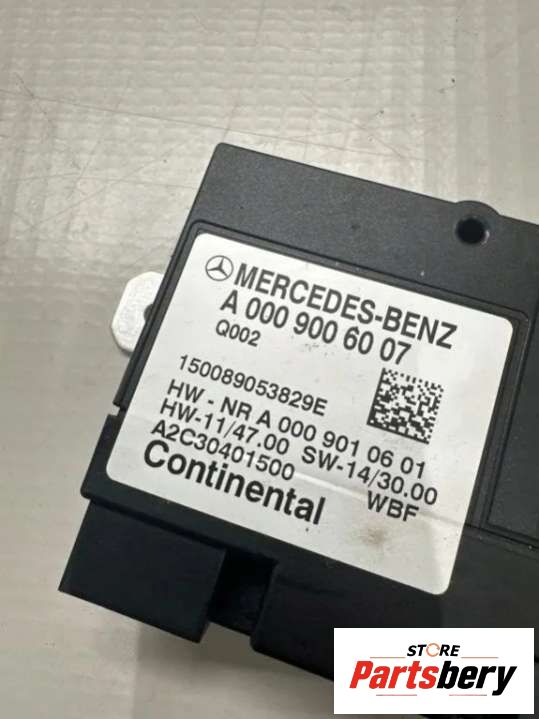 MERCEDES-BENZ
A 000 900 60 07
Q002
150089053829E
HW - NR A 000 901 06 01
HW-11/47.00 SW-14/30.00
A2C30401500 WBF
Continental
STORE
Partsbery